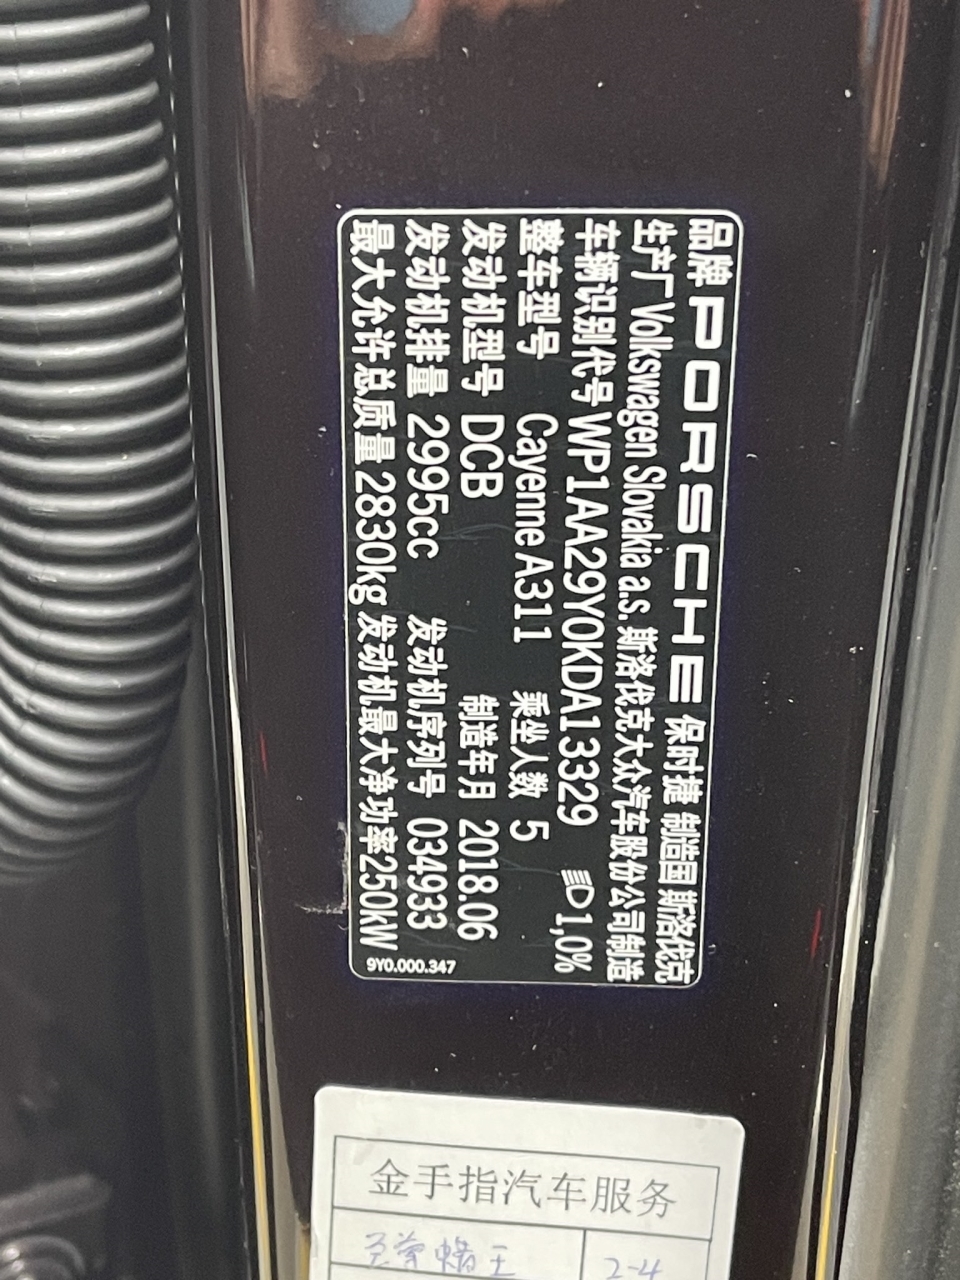 品牌 PORSCHE 保时捷 制造国 斯洛伐克
生产厂 Volkswagen Slovakia a.s. 斯洛伐克大众汽车股份公司制造
车辆识别代号 WP1AA29Y0KDA13329 1,0%
整车型号 Cayenne A311 乘坐人数 5
发动机型号 DCB 制造年月 2018.06
发动机排量 2995cc 发动机序列号 034933
最大允许总质量 2830kg 发动机最大净功率250kW
9Y0.000.347
金手指汽车服务
2-4